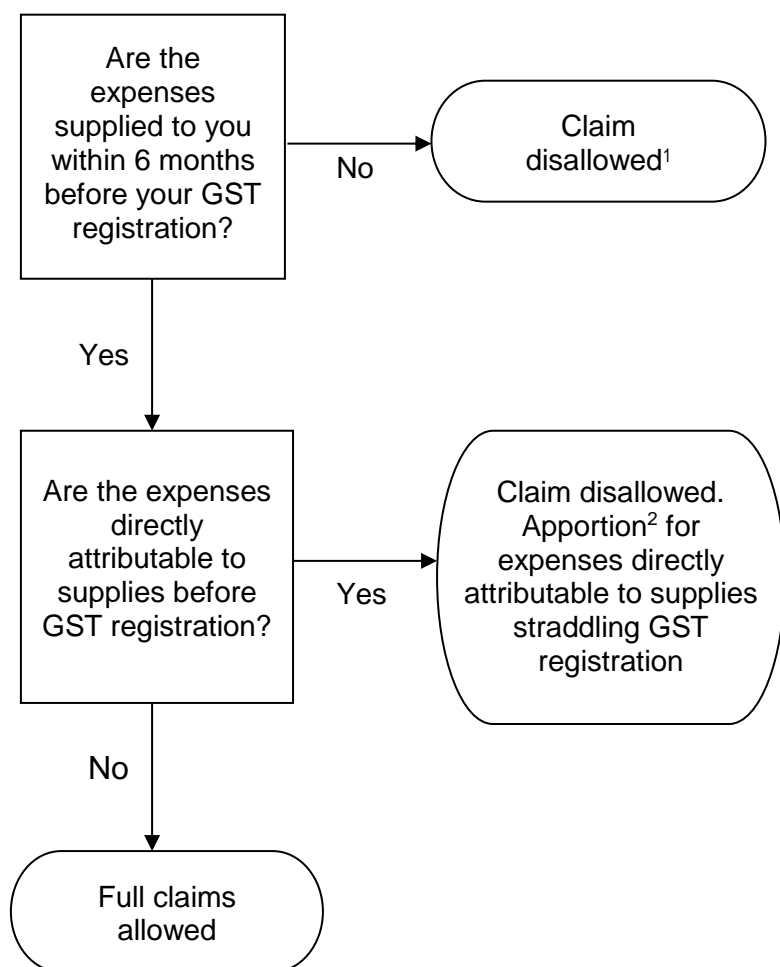 Are the
expenses
supplied to you
within 6 months
before your GST
registration?
No
Claim
disallowed¹
Yes
Are the expenses
directly
attributable to
supplies before
GST registration?
Yes
Claim disallowed.
Apportion² for
expenses directly
attributable to supplies
straddling GST
registration
No
Full claims
allowed